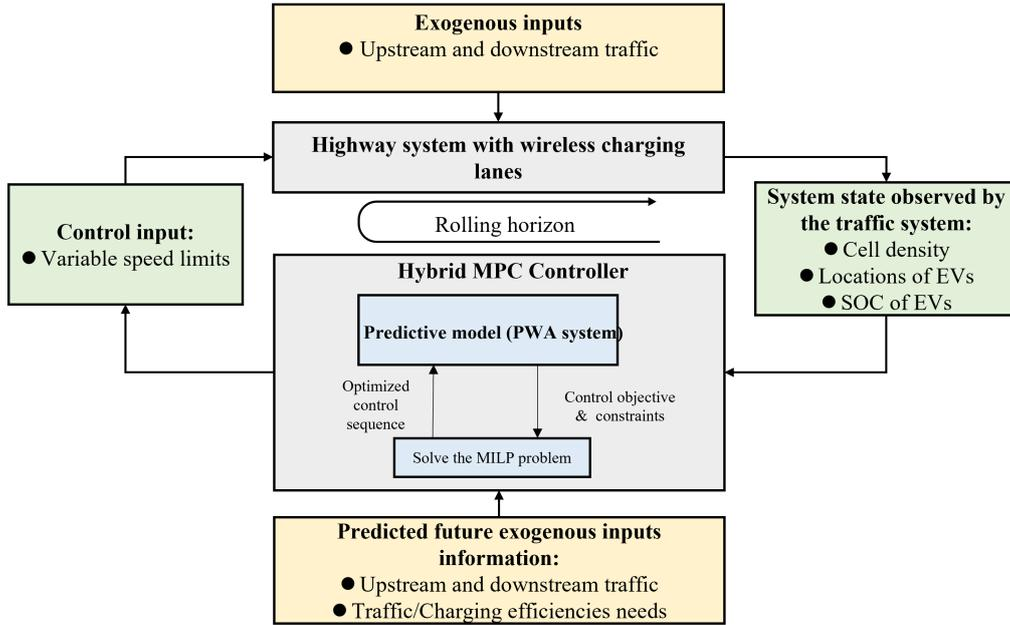 Exogenous inputs
● Upstream and downstream traffic
Highway system with wireless charging
lanes
Control input:
● Variable speed limits
System state observed by
the traffic system:
● Cell density
● Locations of EVs
● SOC of EVs
Rolling horizon
Hybrid MPC Controller
Predictive model (PWA system)
Optimized
control
sequence
Control objective
& constraints
Solve the MILP problem
Predicted future exogenous inputs
information:
● Upstream and downstream traffic
● Traffic/Charging efficiencies needs